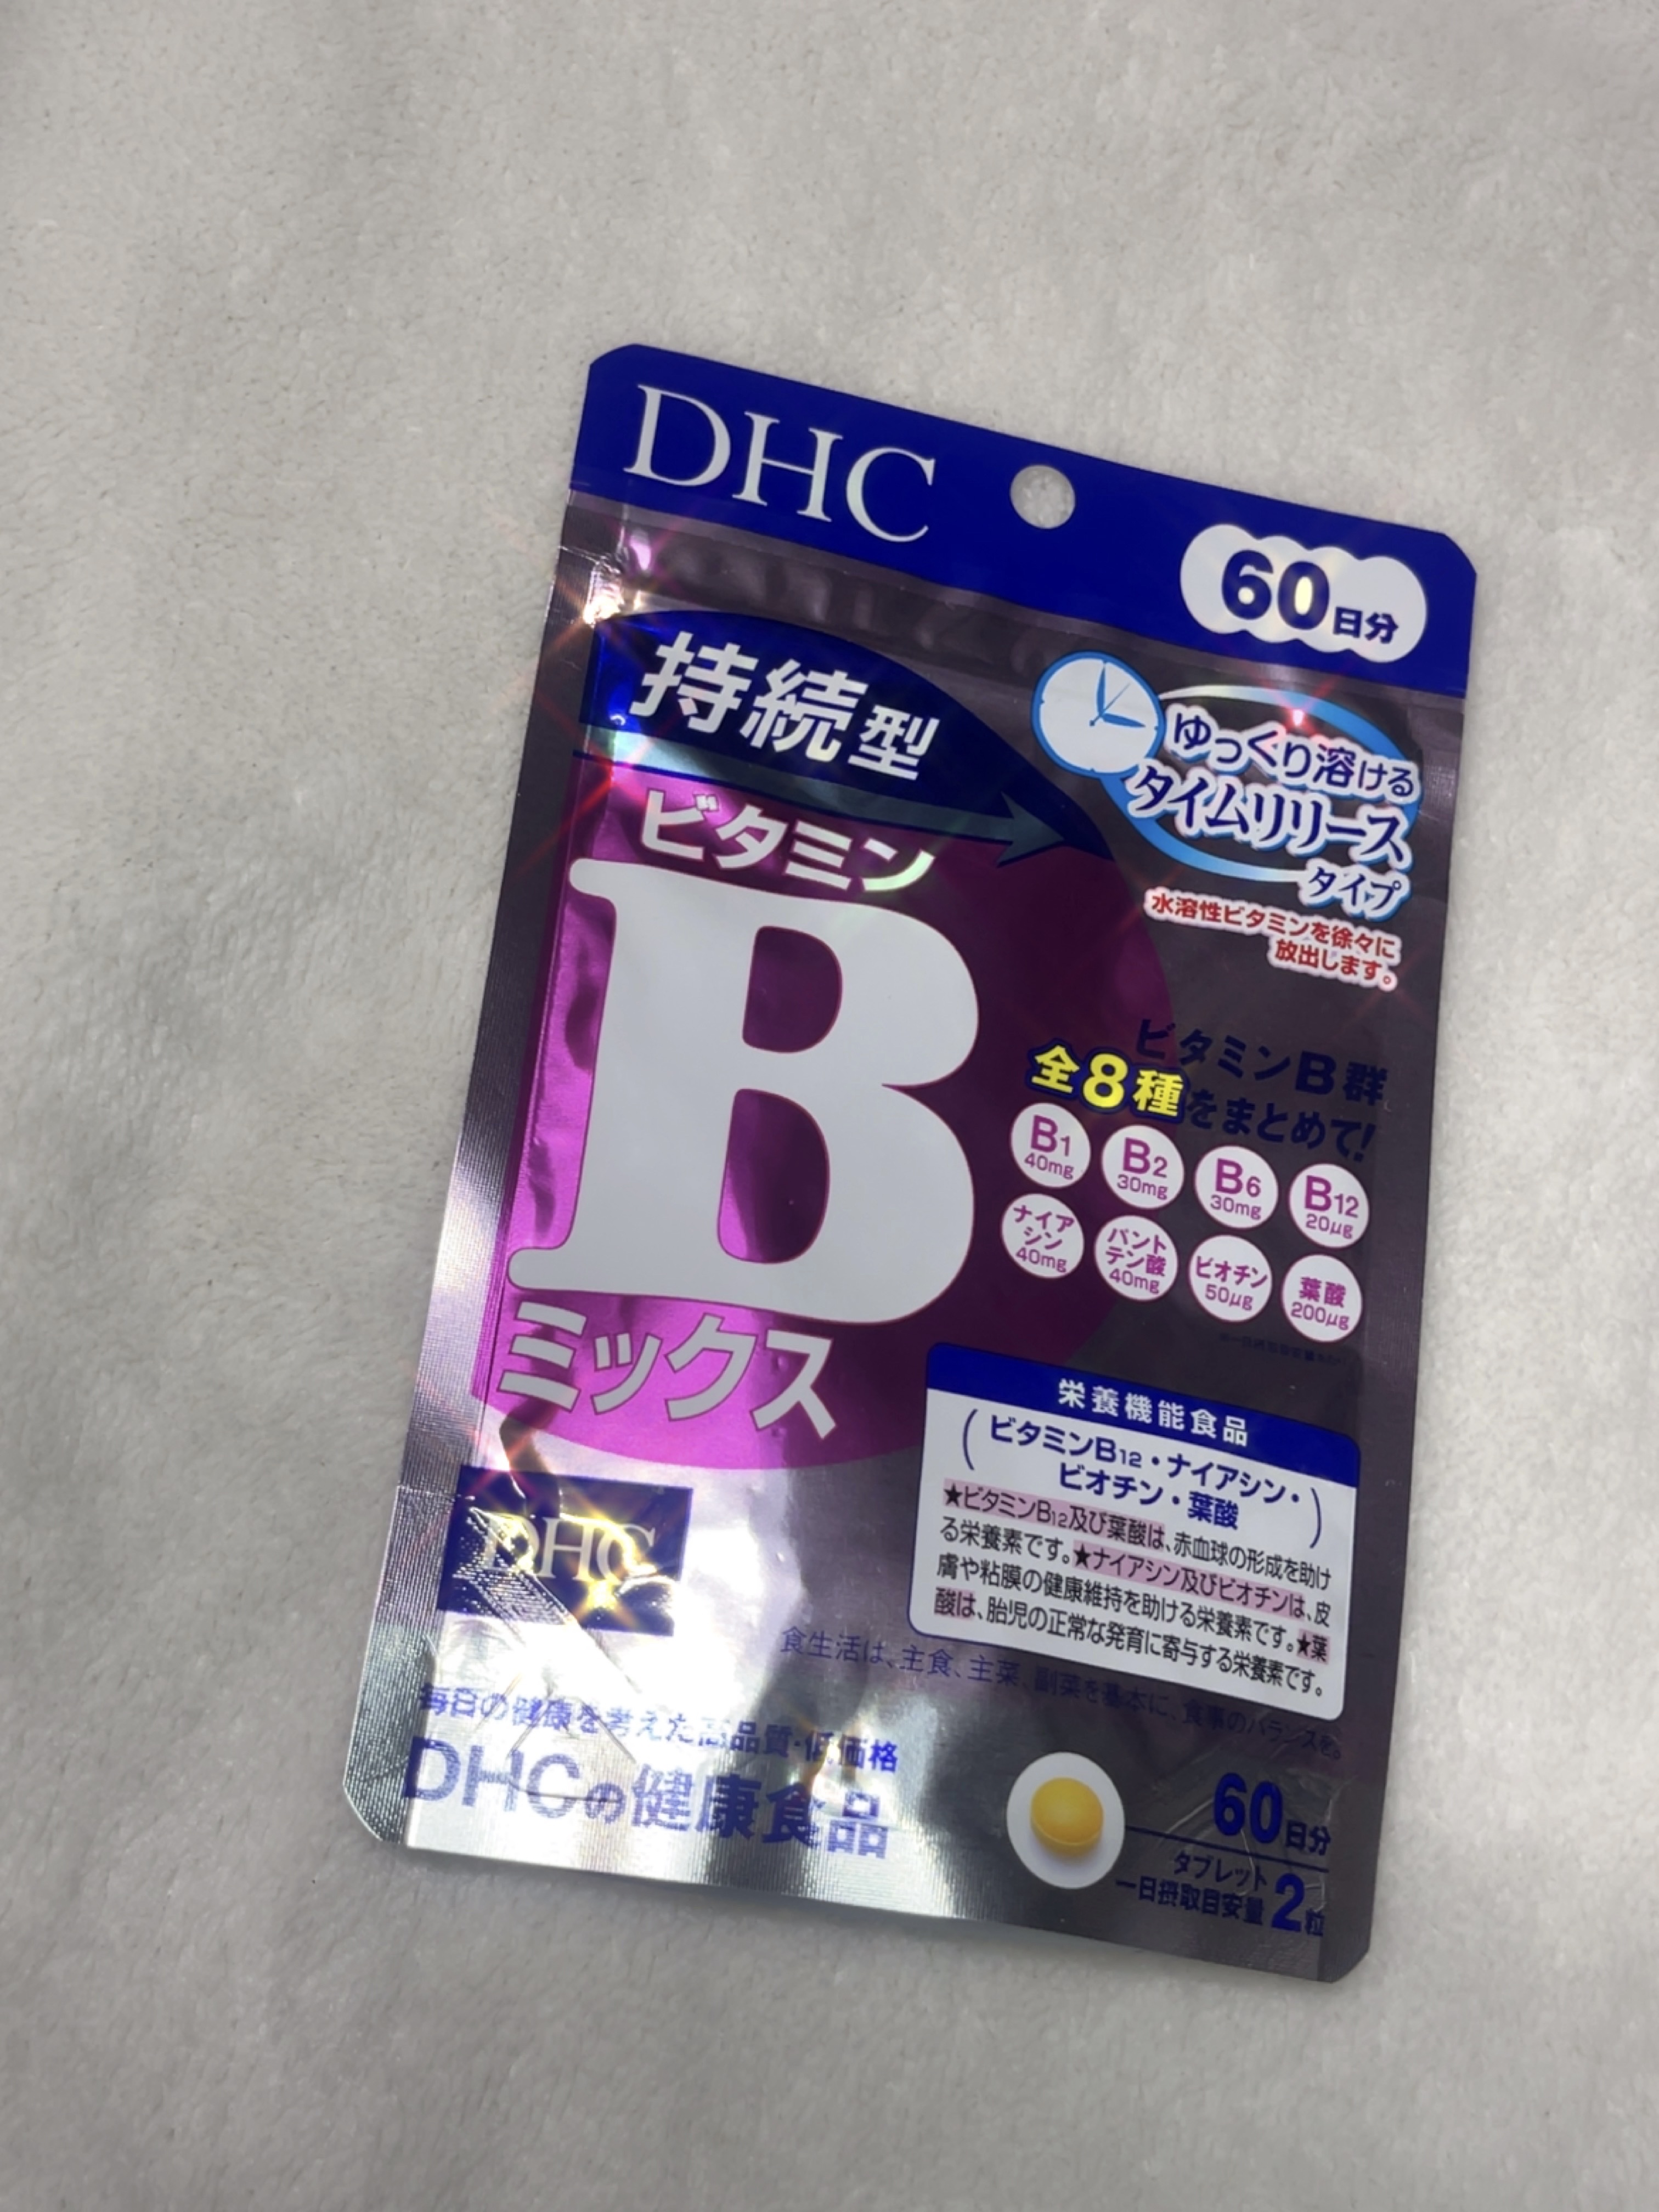 DHC
60日分
持続型
ビタミン
B
ミックス
ゆっくり溶ける
タイムリリース
タイプ
水溶性ビタミンを徐々に
放出します。
ビタミンB群
全8種をまとめて!
B1
40mg
B2
30mg
B6
30mg
B12
20μg
ナイア
シン
40mg
パント
テン酸
40mg
ビオチン
50μg
葉酸
200μg
栄養機能食品
(ビタミンB12・ナイアシン・
ビオチン・葉酸)
★ビタミンB12及び葉酸は、赤血球の形成を助け
る栄養素です。★ナイアシン及びビオチンは、皮
膚や粘膜の健康維持を助ける栄養素です。★葉
酸は、胎児の正常な発育に寄与する栄養素です。
DHC
食生活は、主食、主菜、副菜を基本に、食事のバランスを。
毎日の健康を考えた高品質・低価格
DHCの健康食品
60日分
タブレット
一日摂取目安量 2粒